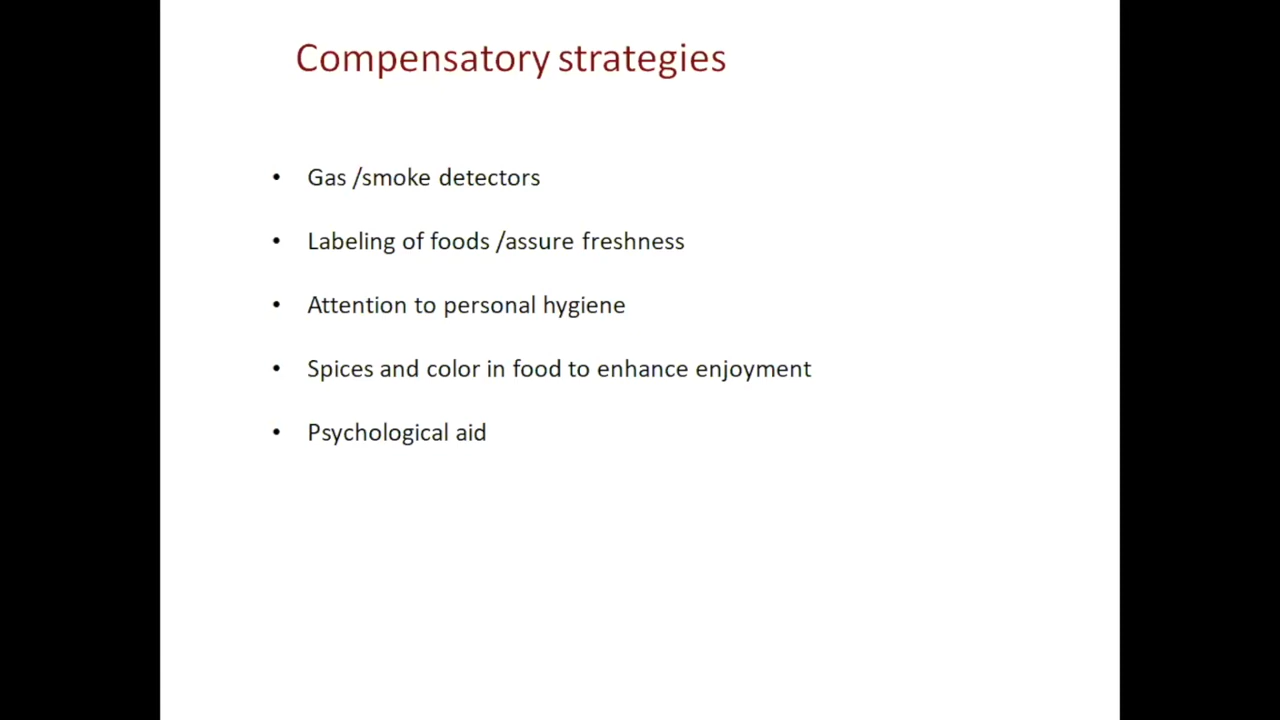 Compensatory strategies
• Gas /smoke detectors
• Labeling of foods /assure freshness
• Attention to personal hygiene
• Spices and color in food to enhance enjoyment
• Psychological aid